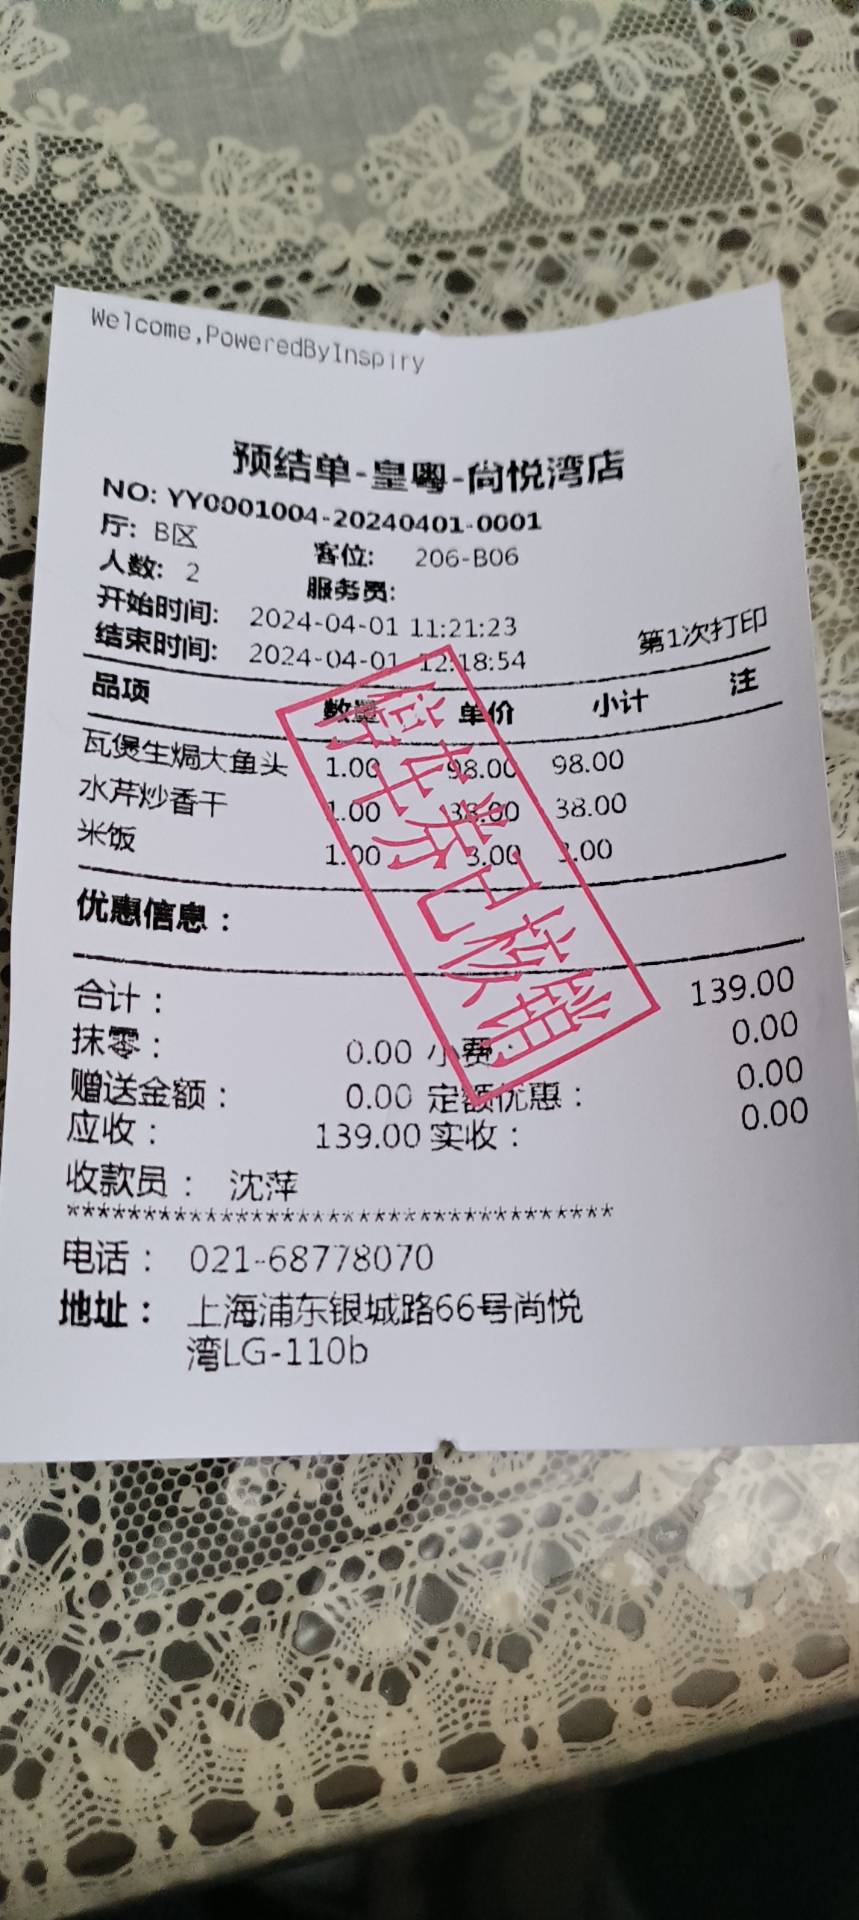 Welcome,PoweredByInspiry
预结单-皇粤-尚悦湾店
NO: YY0001004-20240401-0001
厅: B区 客位: 206-B06
人数: 2 服务员:
开始时间: 2024-04-01 11:21:23
结束时间: 2024-04-01 12:18:54 第1次打印
品项 数量 单价 小计 注
瓦煲生焗大鱼头 1.00 98.00 98.00
水芹炒香干 1.00 38.00 38.00
米饭 1.00 3.00 3.00
停车券已核销
优惠信息：
合计： 139.00
抹零： 0.00 小费： 0.00
赠送金额： 0.00 定额优惠： 0.00
应收： 139.00 实收： 0.00
收款员： 沈萍
************************************
电话： 021-68778070
地址： 上海浦东银城路66号尚悦
湾LG-110b